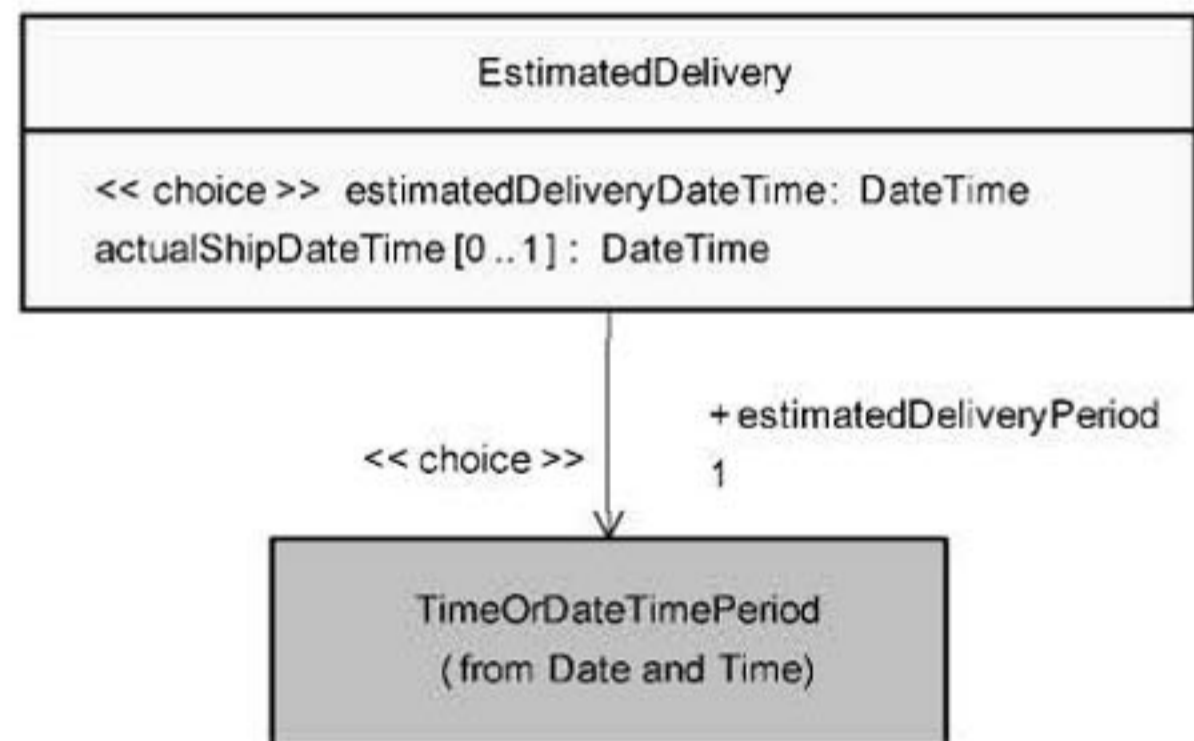 EstimatedDelivery
<< choice >> estimatedDeliveryDateTime: DateTime
actualShipDateTime [0 ..1] : DateTime
+ estimatedDeliveryPeriod
<< choice >>
1
TimeOrDateTimePeriod
(from Date and Time)